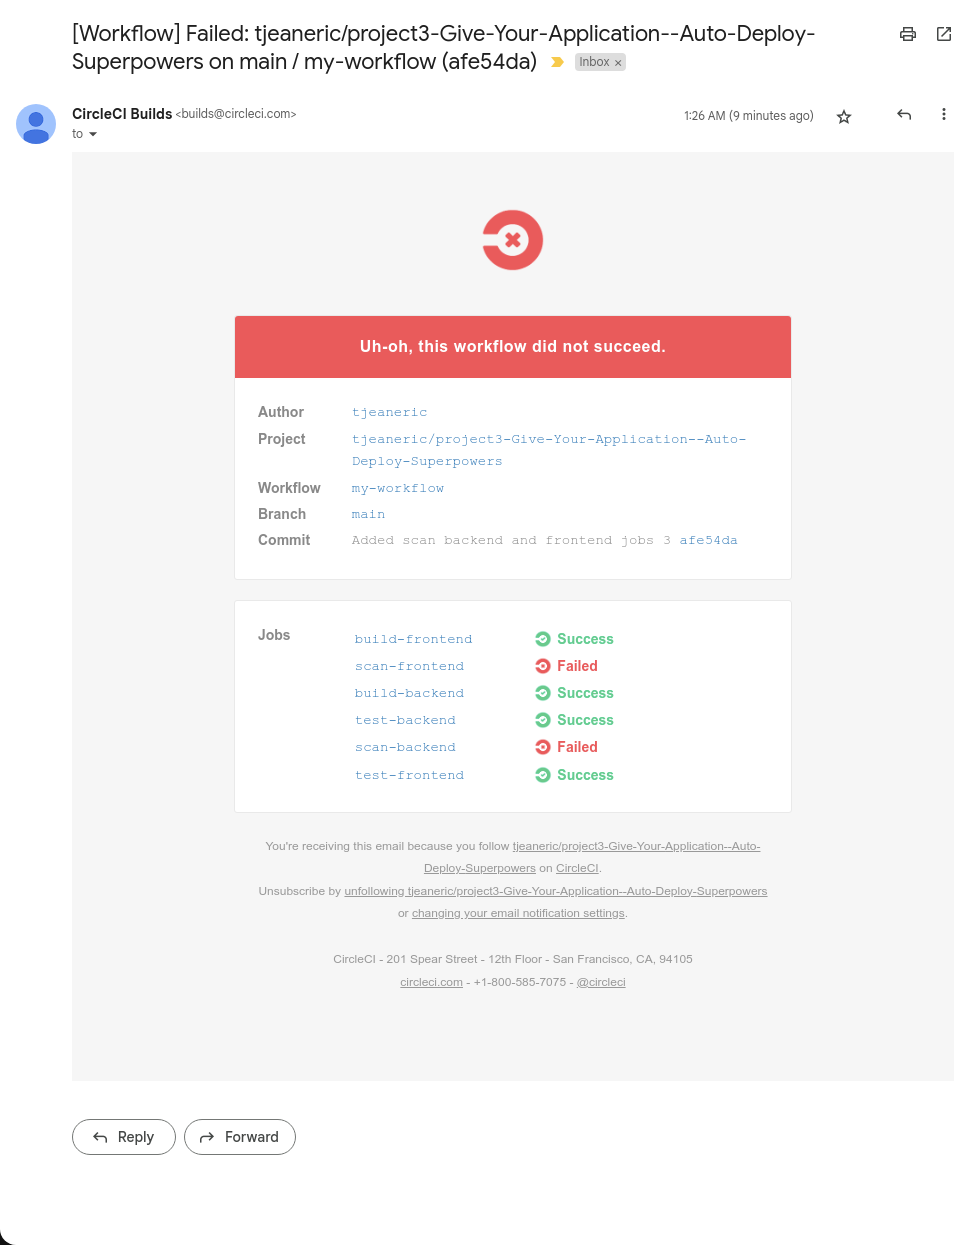 [Workflow] Failed: tjeaneric/project3-Give-Your-Application--Auto-Deploy-
Superpowers on main / my-workflow (afe54da) Inbox ×
CircleCI Builds <builds@circleci.com> 1:26 AM (9 minutes ago)
to
Uh-oh, this workflow did not succeed.
Author tjeaneric
Project tjeaneric/project3-Give-Your-Application--Auto-
Deploy-Superpowers
Workflow my-workflow
Branch main
Commit Added scan backend and frontend jobs 3 afe54da
Jobs build-frontend Success
scan-frontend Failed
build-backend Success
test-backend Success
scan-backend Failed
test-frontend Success
You're receiving this email because you follow tjeaneric/project3-Give-Your-Application--Auto-
Deploy-Superpowers on CircleCI.
Unsubscribe by unfollowing tjeaneric/project3-Give-Your-Application--Auto-Deploy-Superpowers
or changing your email notification settings.
CircleCI - 201 Spear Street - 12th Floor - San Francisco, CA, 94105
circleci.com - +1-800-585-7075 - @circleci
Reply Forward